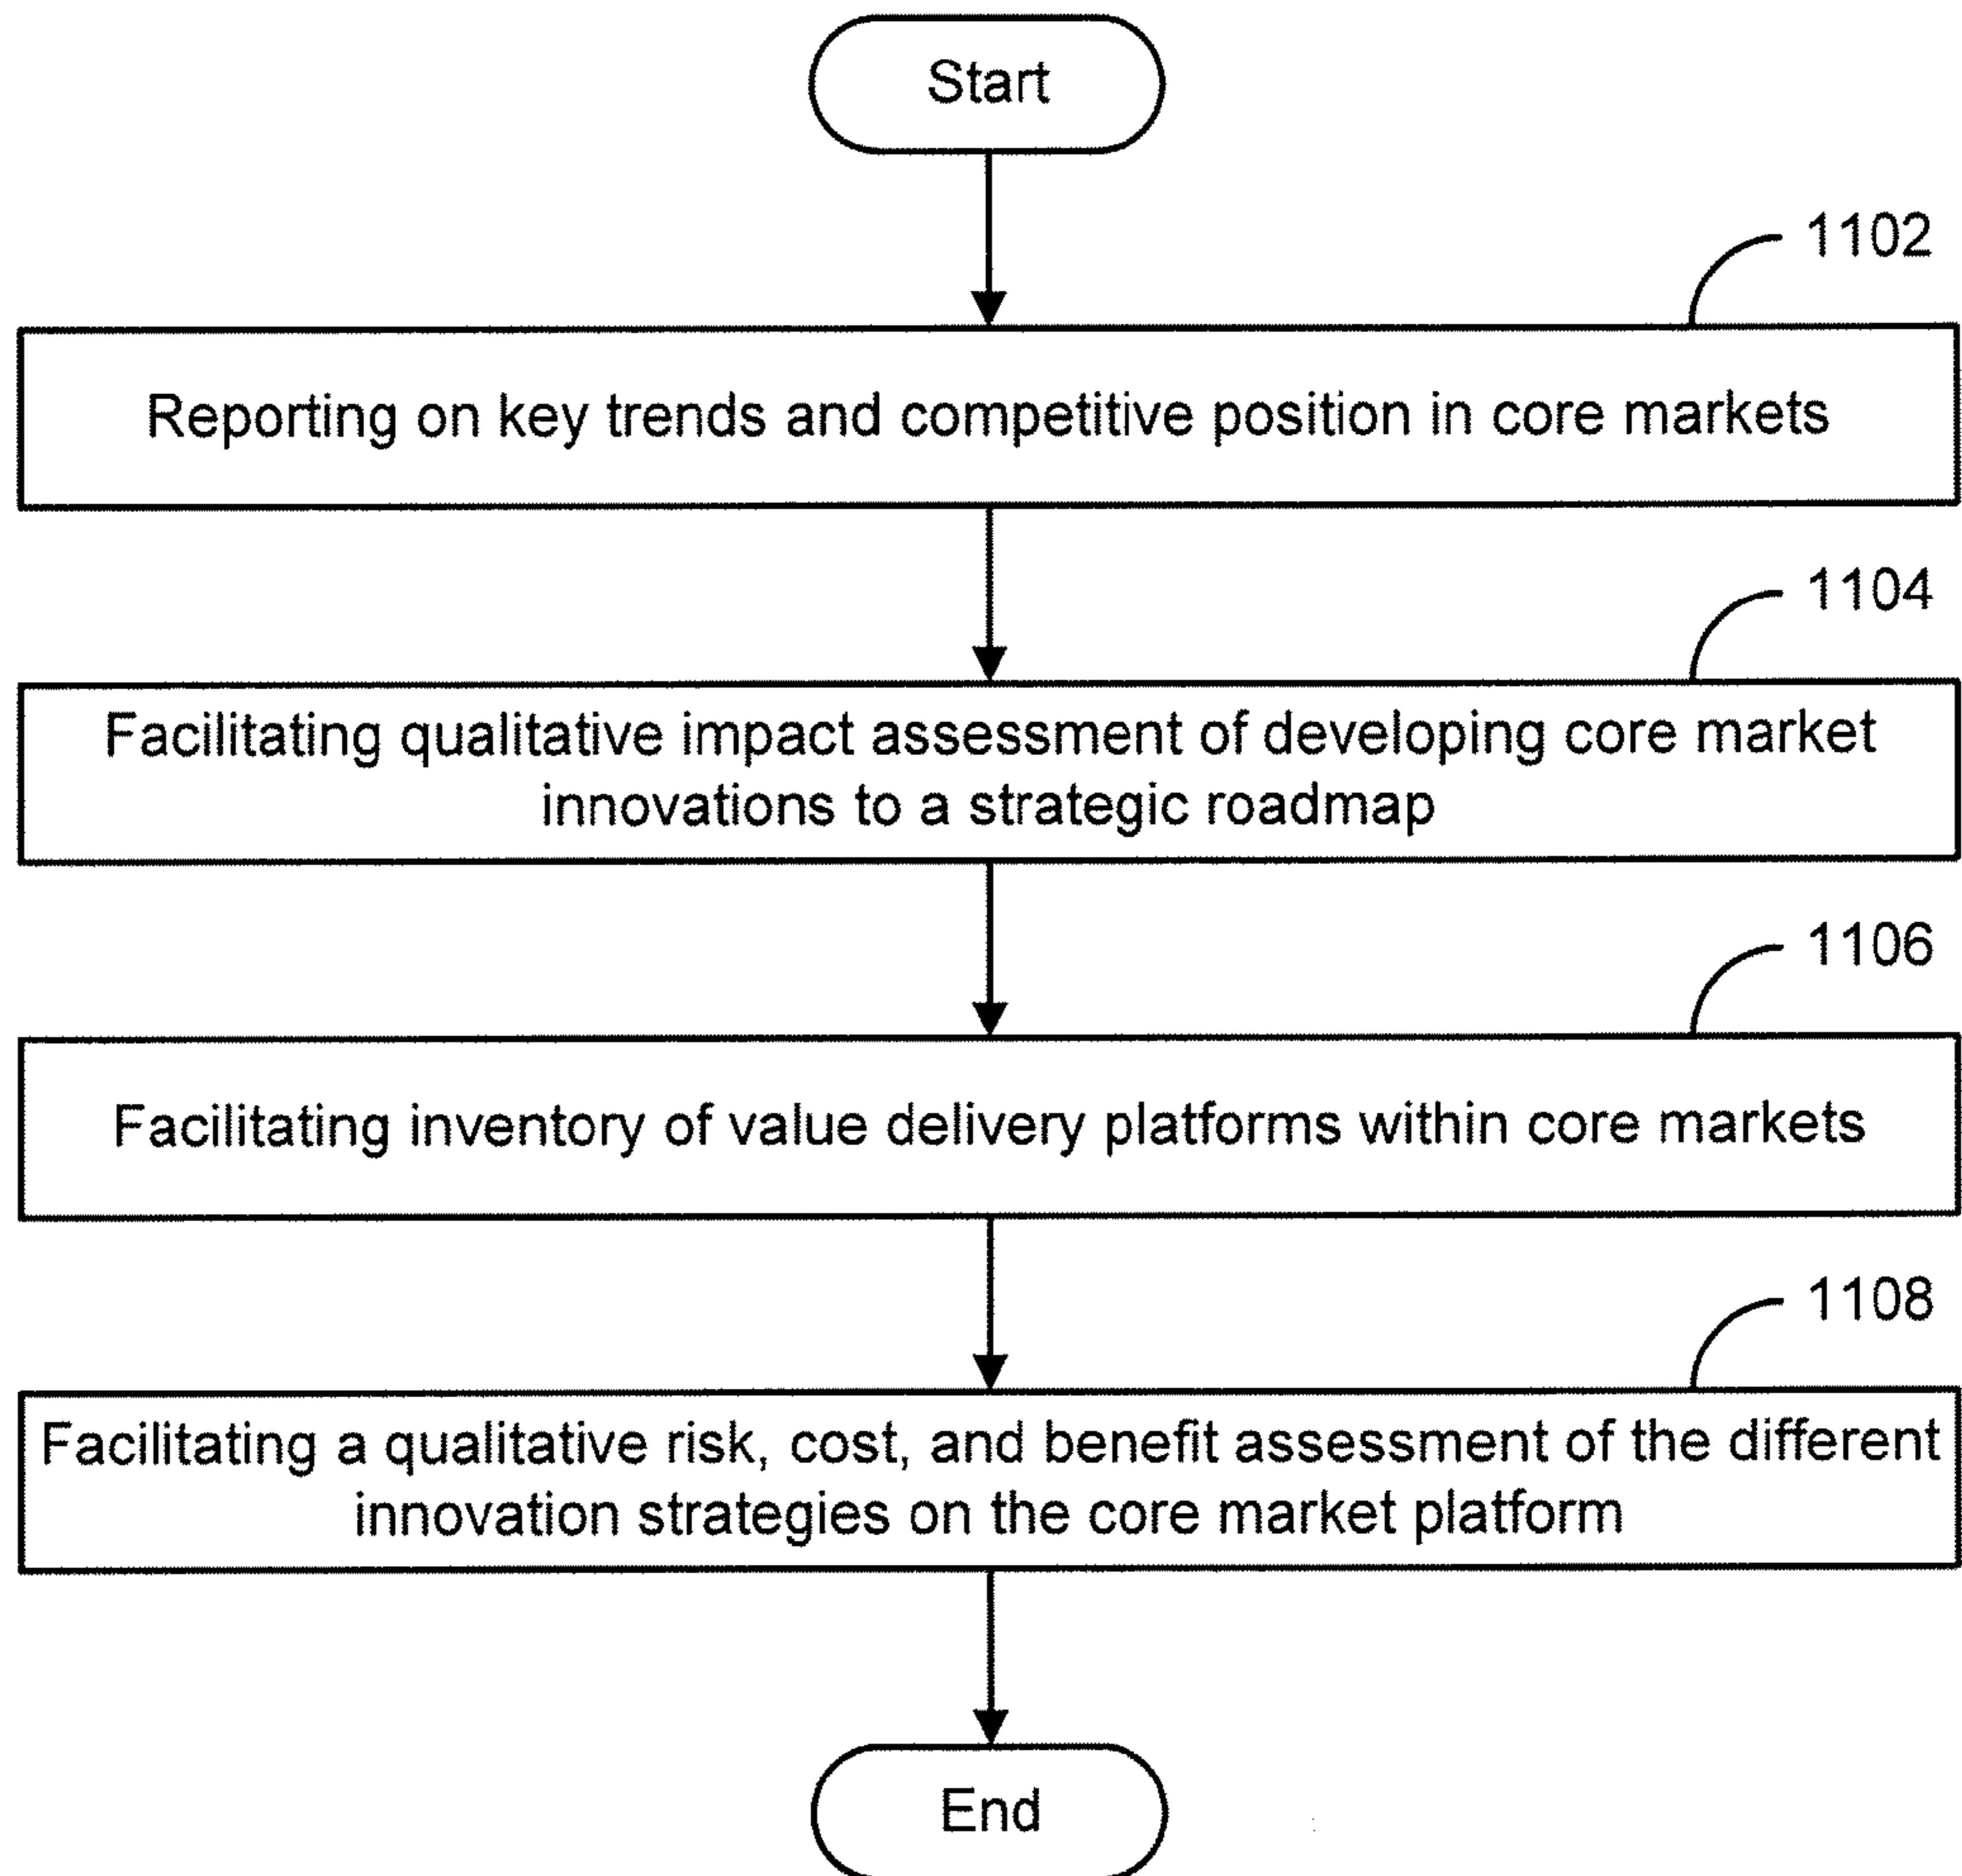 Start
1102
Reporting on key trends and competitive position in core markets
1104
Facilitating qualitative impact assessment of developing core market
innovations to a strategic roadmap
1106
Facilitating inventory of value delivery platforms within core markets
1108
Facilitating a qualitative risk, cost, and benefit assessment of the different
innovation strategies on the core market platform
End